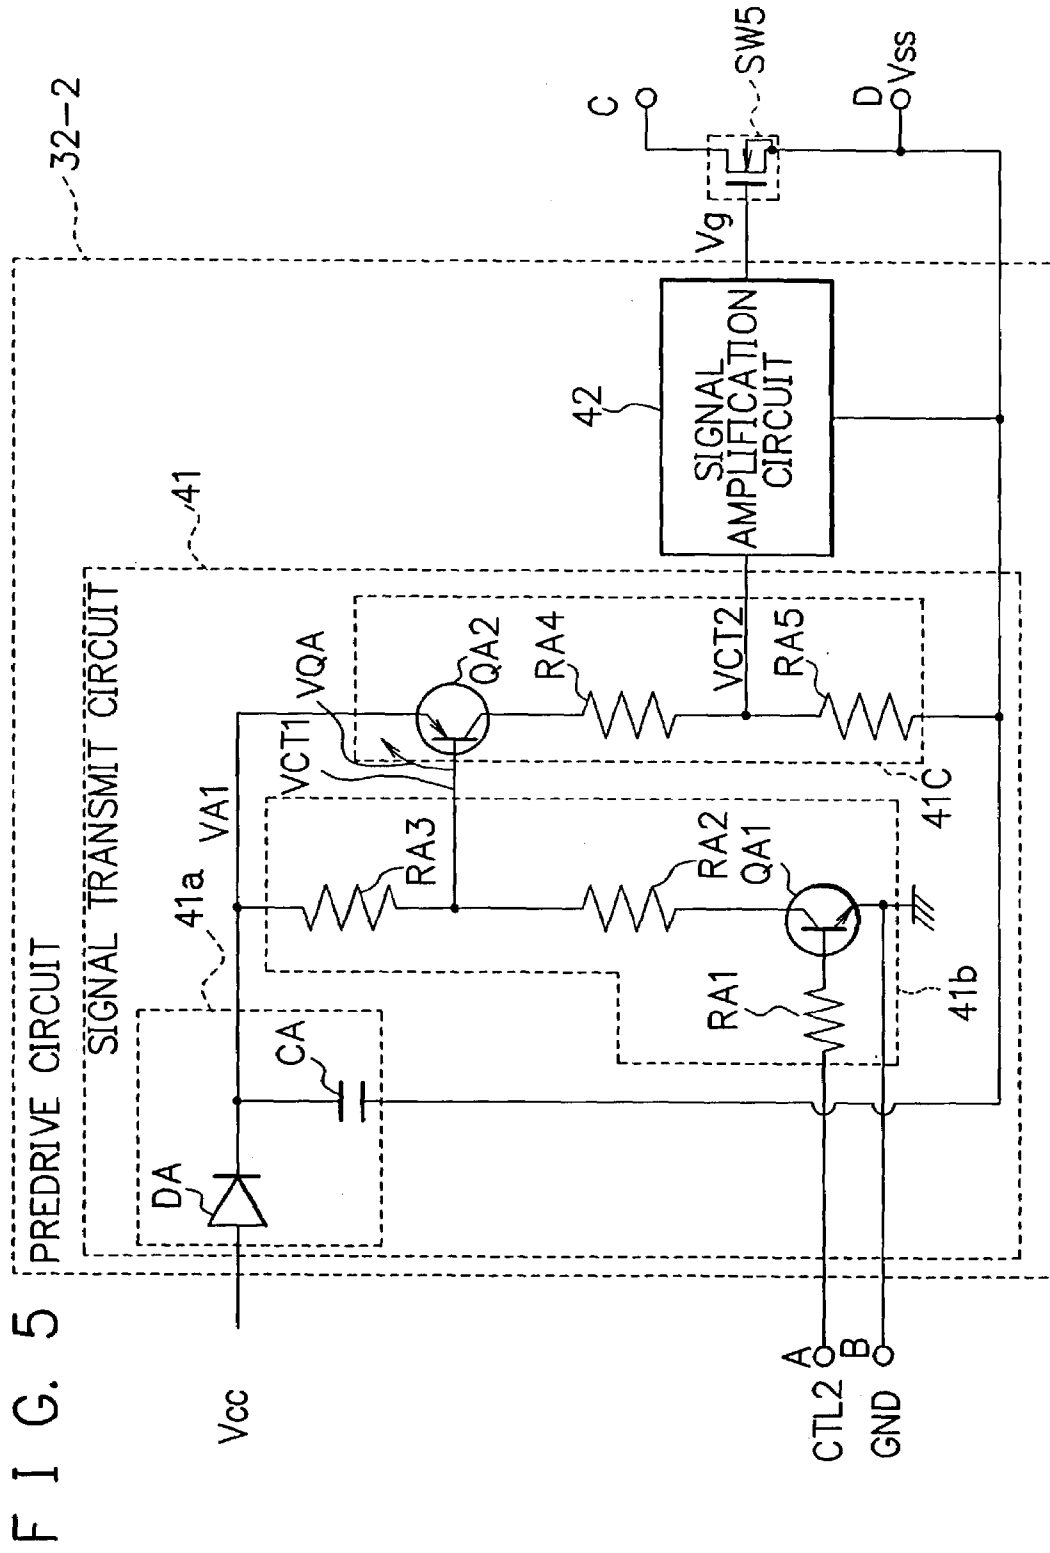 FIG. 5
PREDRIVE CIRCUIT
32-2
SIGNAL TRANSMIT CIRCUIT
41
41a
VA1
Vcc
DA
CA
VCT1
VQA
RA3
QA2
RA4
RA2
QA1
VCT2
RA5
RA1
41b
41C
42
SIGNAL
AMPLIFICATION
CIRCUIT
Vg
C
SW5
D
Vss
A
CTL2
B
GND